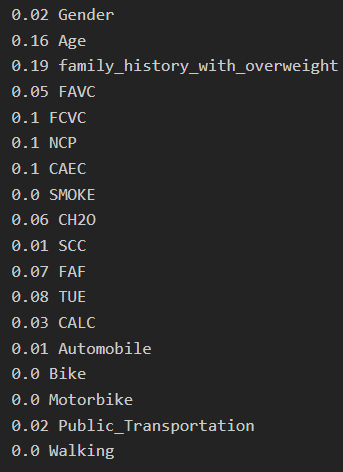 0.02 Gender
0.16 Age
0.19 family_history_with_overweight
0.05 FAVC
0.1 FCVC
0.1 NCP
0.1 CAEC
0.0 SMOKE
0.06 CH2O
0.01 SCC
0.07 FAF
0.08 TUE
0.03 CALC
0.01 Automobile
0.0 Bike
0.0 Motorbike
0.02 Public_Transportation
0.0 Walking